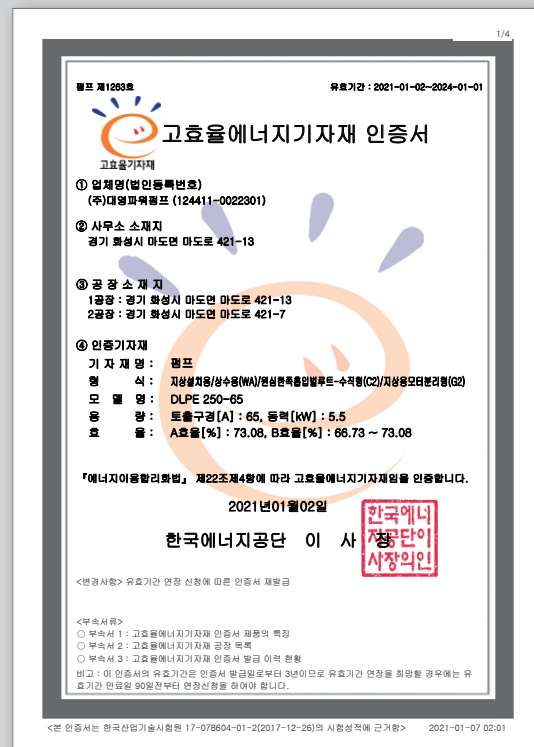 1/4
펌프 제1263호
유효기간 : 2021-01-02~2024-01-01
고효율기자재
고효율에너지기자재 인증서
① 업체명(법인등록번호)
(주)대영파워펌프 (124411-0022301)
② 사무소 소재지
경기 화성시 마도면 마도로 421-13
③ 공 장 소 재 지
1공장 : 경기 화성시 마도면 마도로 421-13
2공장 : 경기 화성시 마도면 마도로 421-7
④ 인증기자재
기 자 재 명 : 펌프
형 식 : 지상설치용/상수용(WA)/원심한쪽흡입벌루트-수직형(C2)/지상용모터분리형(G2)
모 델 명 : DLPE 250-65
용 량 : 토출구경[A] : 65, 동력[kW] : 5.5
효 율 : A효율[%] : 73.08, B효율[%] : 66.73 ~ 73.08
『에너지이용합리화법』 제22조제4항에 따라 고효율에너지기자재임을 인증합니다.
2021년01월02일
한국에너지공단 이 사 장
한국에너
지공단이
사장의인
<변경사항> 유효기간 연장 신청에 따른 인증서 재발급
<부속서류>
○ 부속서 1 : 고효율에너지기자재 인증서 제품의 특징
○ 부속서 2 : 고효율에너지기자재 공장 목록
○ 부속서 3 : 고효율에너지기자재 인증서 발급 이력 현황
비고 : 이 인증서의 유효기간은 인증서 발급일로부터 3년이므로 유효기간 연장을 희망할 경우에는 유
효기간 만료일 90일전부터 연장신청을 하여야 합니다.
<본 인증서는 한국산업기술시험원 17-078604-01-2(2017-12-26)의 시험성적에 근거함>
2021-01-07 02:01